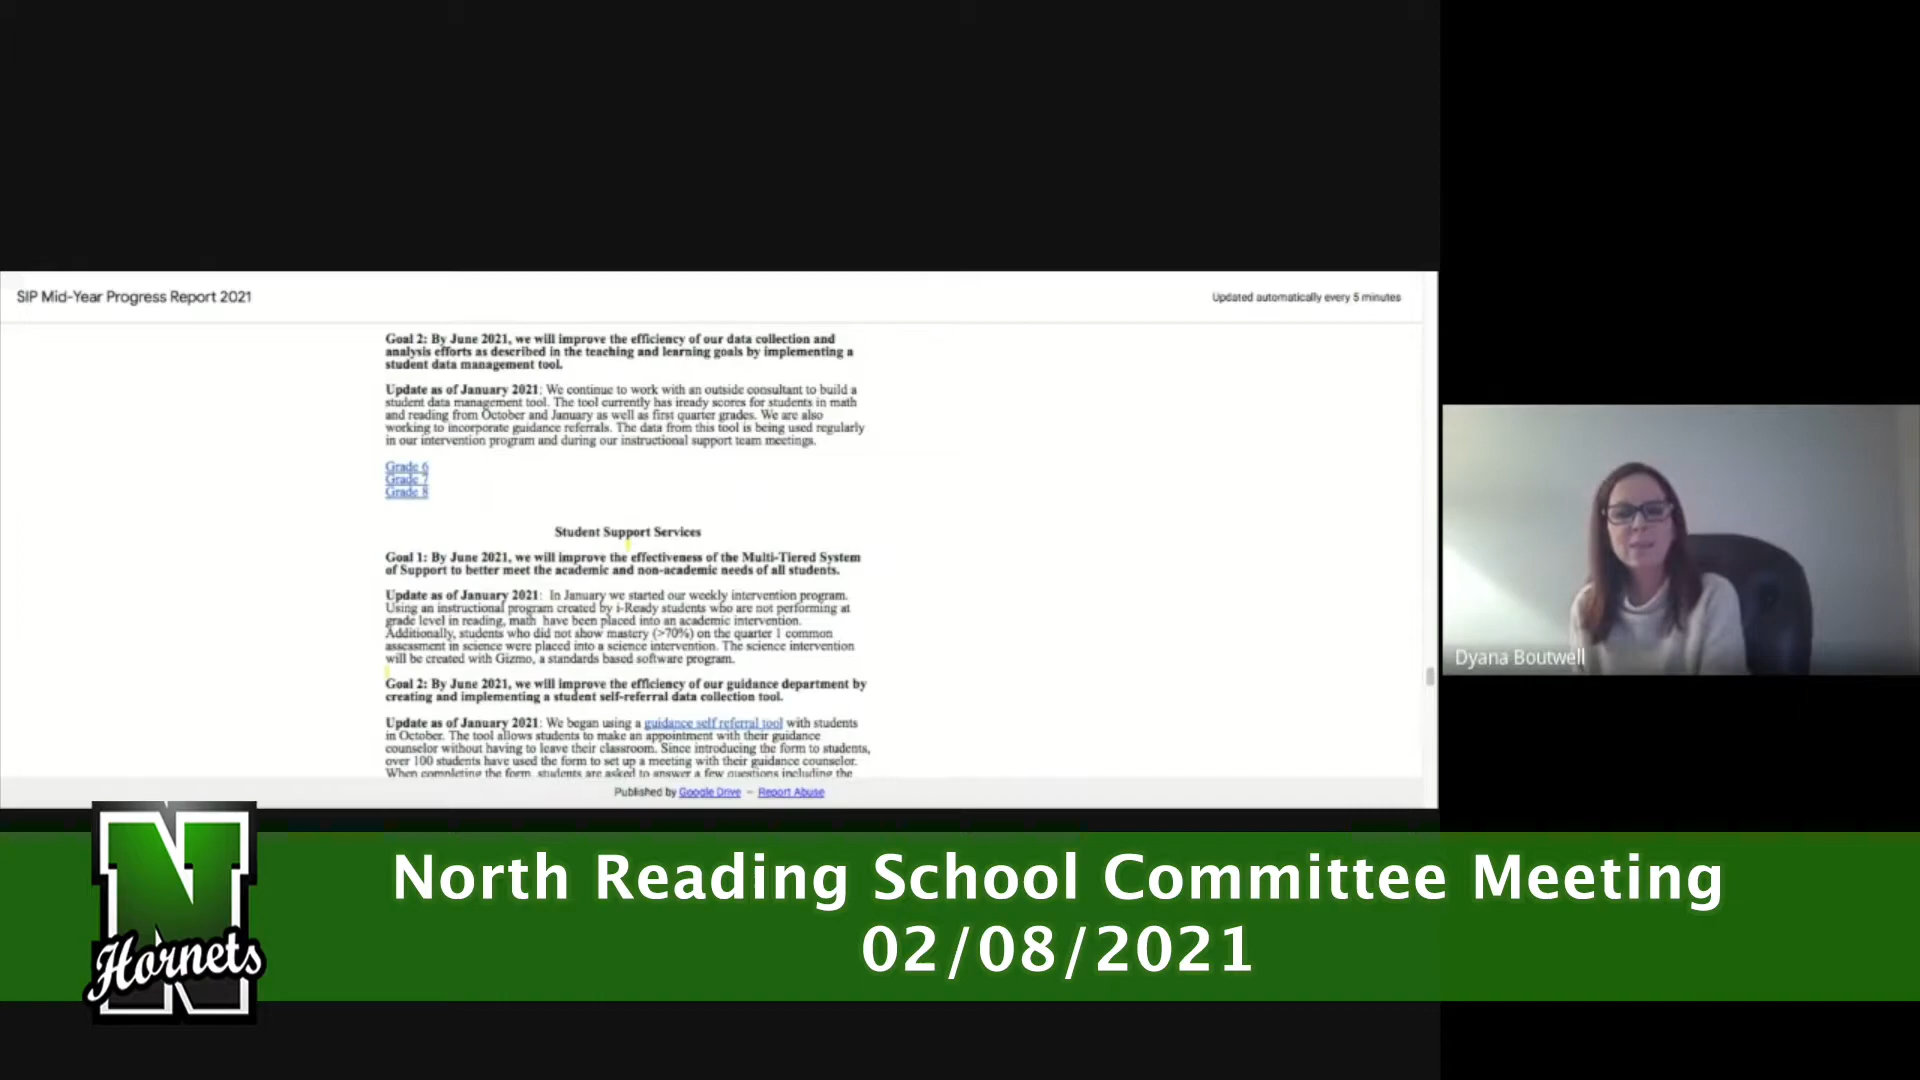 SIP Mid-Year Progress Report 2021
Updated automatically every 5 minutes
Goal 2: By June 2021, we will improve the efficiency of our data collection and
analysis efforts as described in the teaching and learning goals by implementing a
student data management tool.
Update as of January 2021: We continue to work with an outside consultant to build a
student data management tool. The tool currently has iready scores for students in math
and reading from October and January as well as first quarter grades. We are also
working to incorporate guidance referrals. The data from this tool is being used regularly
in our intervention program and during our instructional support team meetings.
Grade 6
Grade 7
Grade 8
Student Support Services
Goal 1: By June 2021, we will improve the effectiveness of the Multi-Tiered System
of Support to better meet the academic and non-academic needs of all students.
Update as of January 2021: In January we started our weekly intervention program.
Using an instructional program created by i-Ready students who are not performing at
grade level in reading, math have been placed into an academic intervention.
Additionally, students who did not show mastery (>70%) on the quarter 1 common
assessment in science were placed into a science intervention. The science intervention
will be created with Gizmo, a standards based software program.
Goal 2: By June 2021, we will improve the efficiency of our guidance department by
creating and implementing a student self-referral data collection tool.
Update as of January 2021: We began using a guidance self referral tool with students
in October. The tool allows students to make an appointment with their guidance
counselor without having to leave their classroom. Since introducing the form to students,
over 100 students have used the form to set up a meeting with their guidance counselor.
When completing the form, students are asked to answer a few questions including the
Published by Google Drive – Report Abuse
Dyana Boutwell
N
Hornets
North Reading School Committee Meeting
02/08/2021